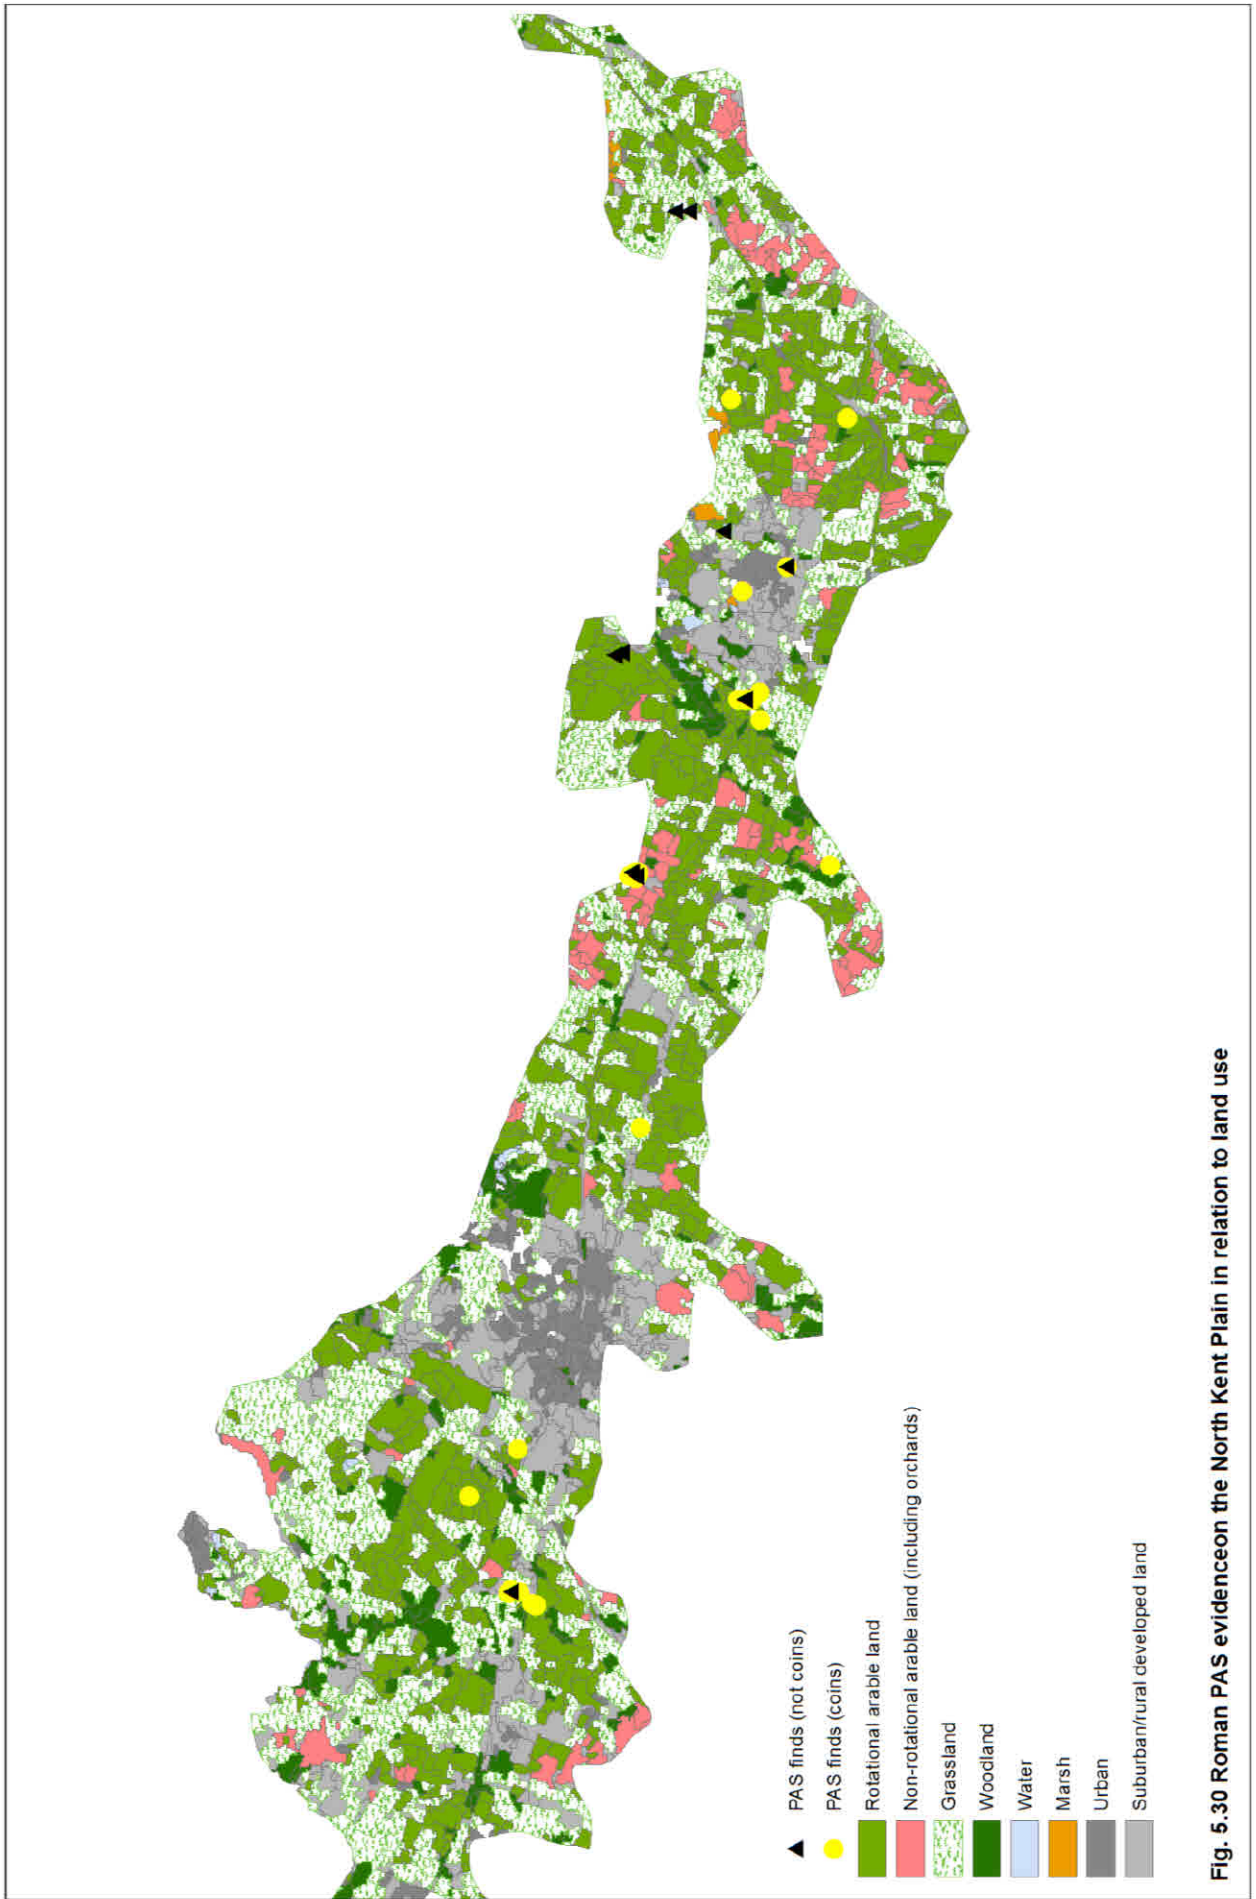 PAS finds (not coins)
PAS finds (coins)
Rotational arable land
Non-rotational arable land (including orchards)
Grassland
Woodland
Water
Marsh
Urban
Suburban/rural developed land
Fig. 5.30 Roman PAS evidenceon the North Kent Plain in relation to land use